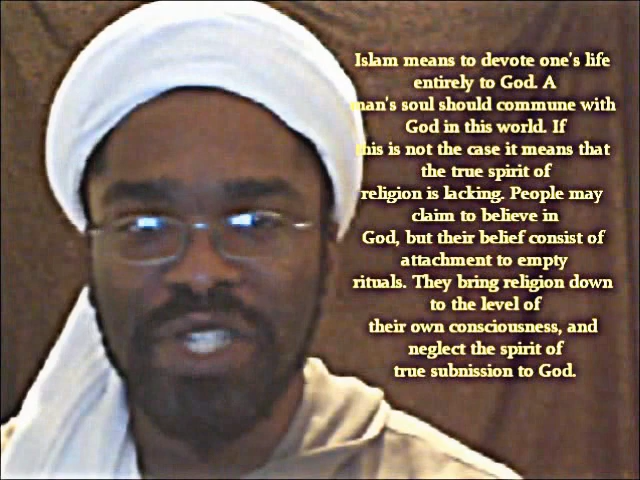 Islam means to devote one's life
entirely to God. A
man's soul should commune with
God in this world. If
this is not the case it means that
the true spirit of
religion is lacking. People may
claim to believe in
God, but their belief consist of
attachment to empty
rituals. They bring religion down
to the level of
their own consciousness, and
neglect the spirit of
true subnission to God.